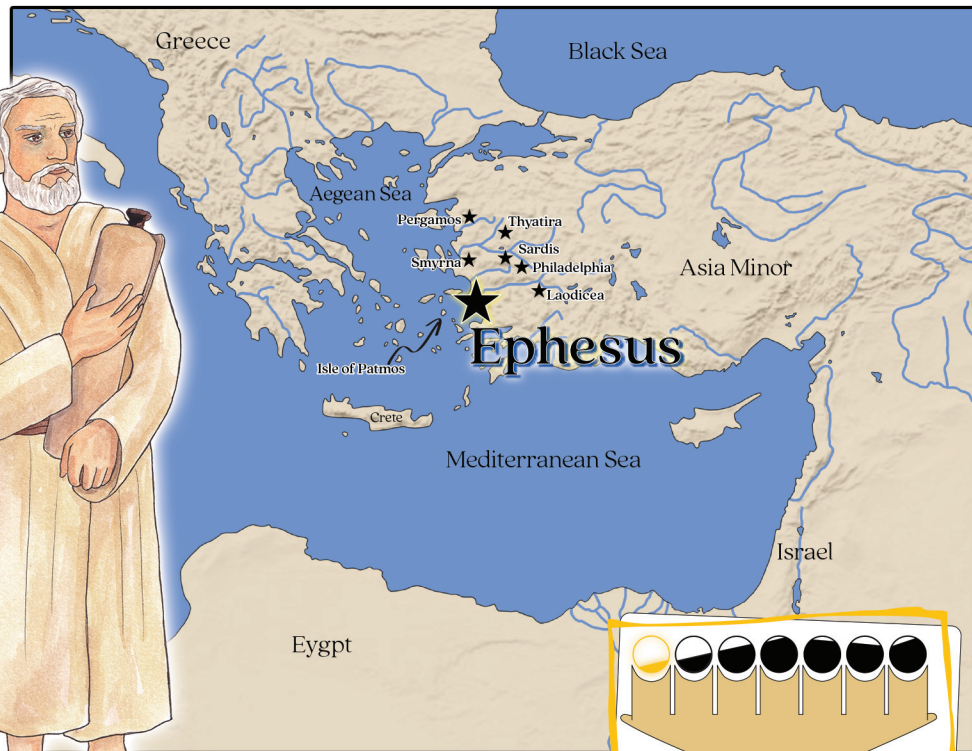 Greece
Black Sea
Aegean Sea
Pergamos
Thyatira
Sardis
Smyrna
Philadelphia
Asia Minor
Laodicea
Ephesus
Isle of Patmos
Crete
Mediterranean Sea
Israel
Eygpt